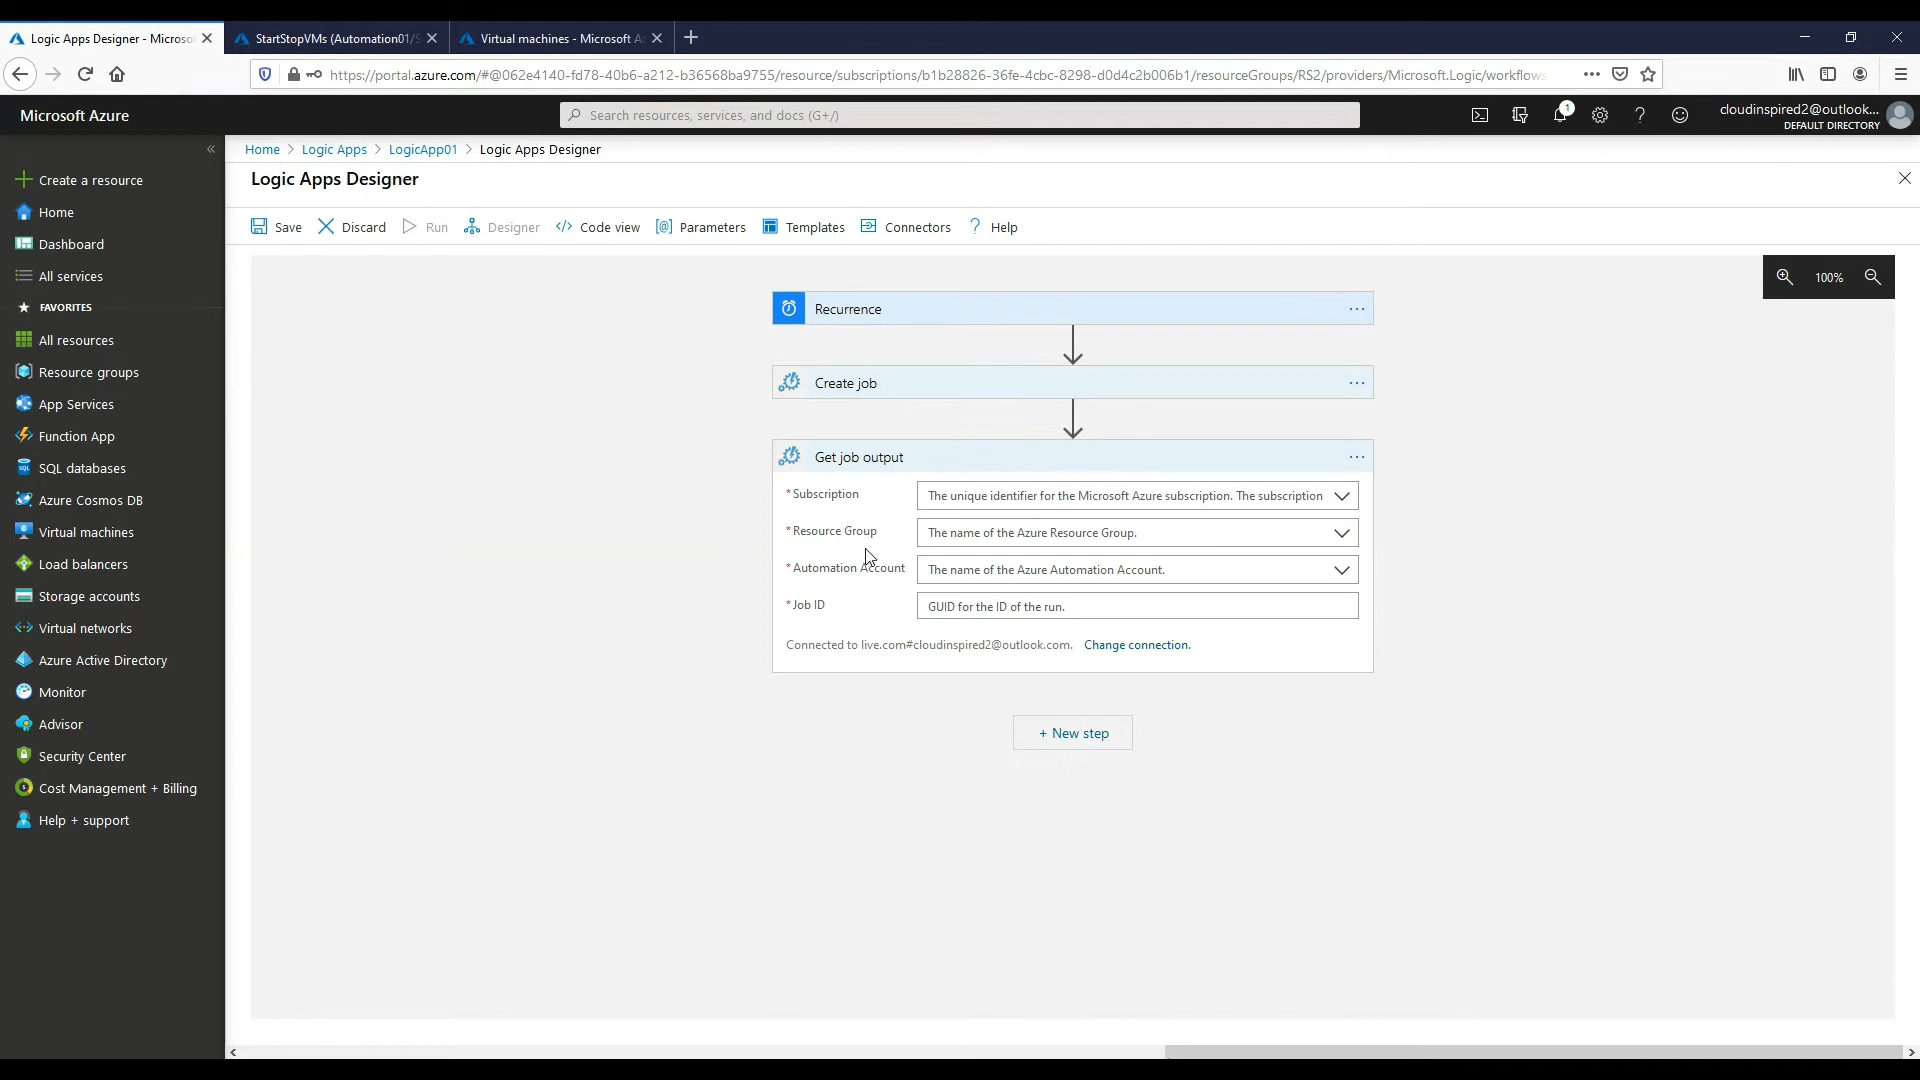 Logic Apps Designer - Microso
StartStopVMs (Automation01/S
Virtual machines - Microsoft A
https://portal.azure.com/#@062e4140-fd78-40b6-a212-b36568ba9755/resource/subscriptions/b1b28826-36fe-4cbc-8298-d0d4c2b006b1/resourceGroups/RS2/providers/Microsoft.Logic/workflows
Microsoft Azure
Search resources, services, and docs (G+/)
1
cloudinspired2@outlook...
DEFAULT DIRECTORY
Home > Logic Apps > LogicApp01 > Logic Apps Designer
Logic Apps Designer
Save
Discard
Run
Designer
Code view
Parameters
Templates
Connectors
Help
Create a resource
Home
Dashboard
All services
FAVORITES
All resources
Resource groups
App Services
Function App
SQL databases
Azure Cosmos DB
Virtual machines
Load balancers
Storage accounts
Virtual networks
Azure Active Directory
Monitor
Advisor
Security Center
Cost Management + Billing
Help + support
100%
Recurrence
Create job
Get job output
* Subscription
The unique identifier for the Microsoft Azure subscription. The subscription
* Resource Group
The name of the Azure Resource Group.
* Automation Account
The name of the Azure Automation Account.
* Job ID
GUID for the ID of the run.
Connected to live.com#cloudinspired2@outlook.com. Change connection.
+ New step